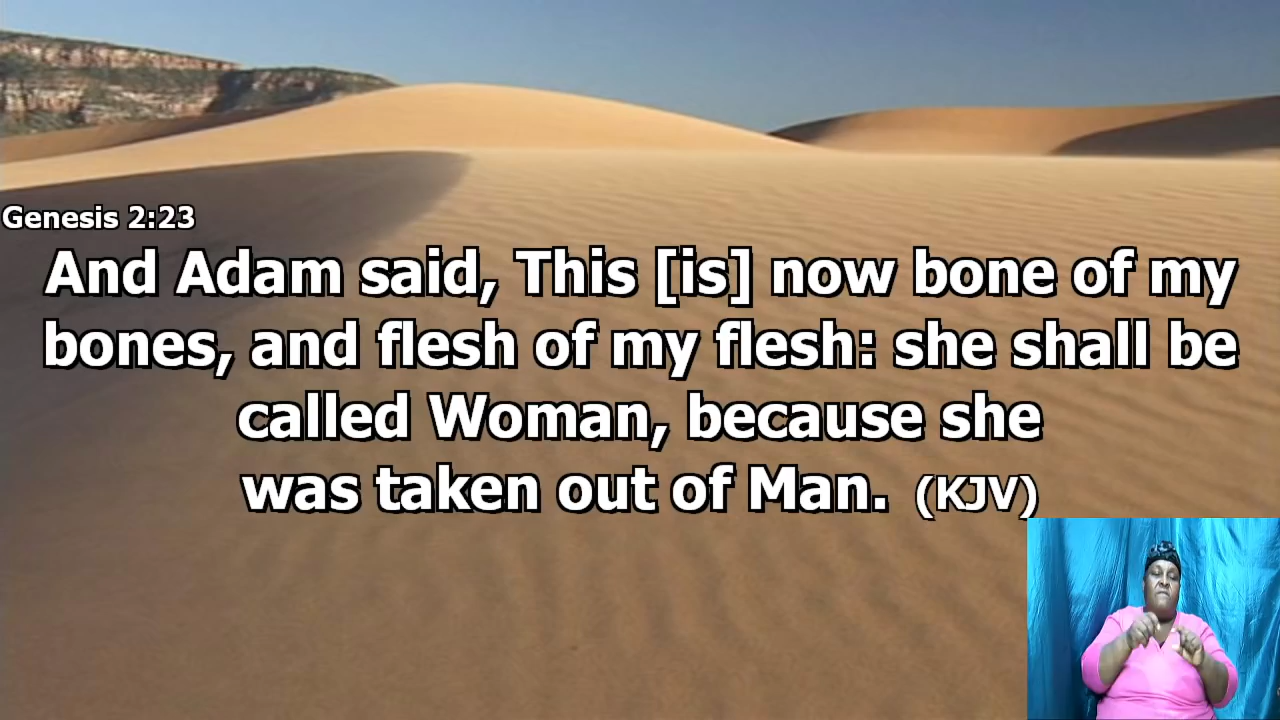 Genesis 2:23
And Adam said, This [is] now bone of my
bones, and flesh of my flesh: she shall be
called Woman, because she
was taken out of Man. (KJV)